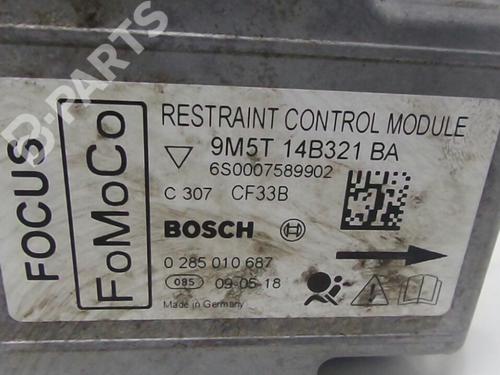 B-PARTS
FOCUS
FoMoCo
RESTRAINT CONTROL MODULE
9M5T 14B321 BA
6S0007589902
C 307 CF33B
BOSCH
0 285 010 687
085 09-05-18
Made in Germany